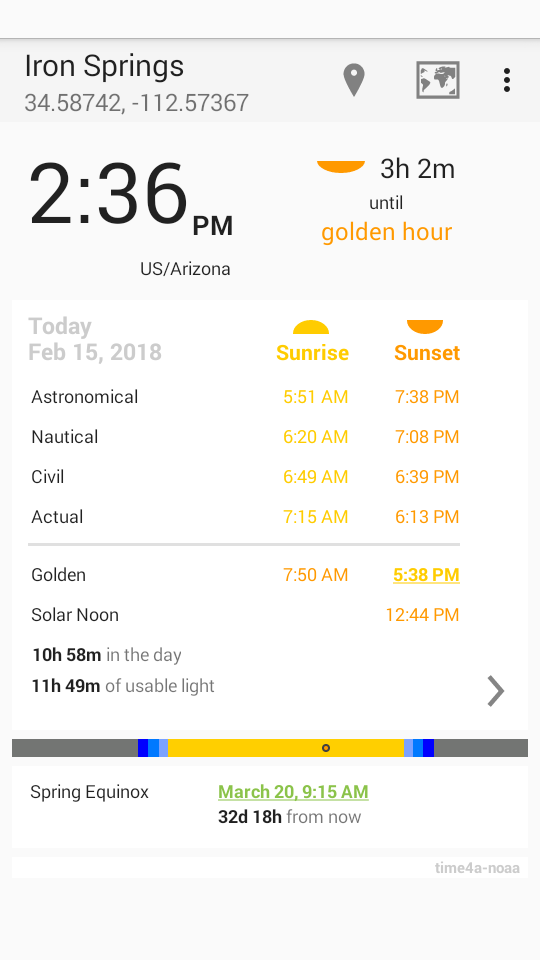 Iron Springs
34.58742, -112.57367
2:36 PM
3h 2m
until
golden hour
US/Arizona
Today
Feb 15, 2018
Sunrise Sunset
Astronomical 5:51 AM 7:38 PM
Nautical 6:20 AM 7:08 PM
Civil 6:49 AM 6:39 PM
Actual 7:15 AM 6:13 PM
Golden 7:50 AM 5:38 PM
Solar Noon 12:44 PM
10h 58m in the day
11h 49m of usable light
Spring Equinox March 20, 9:15 AM
32d 18h from now
time4a-noaa